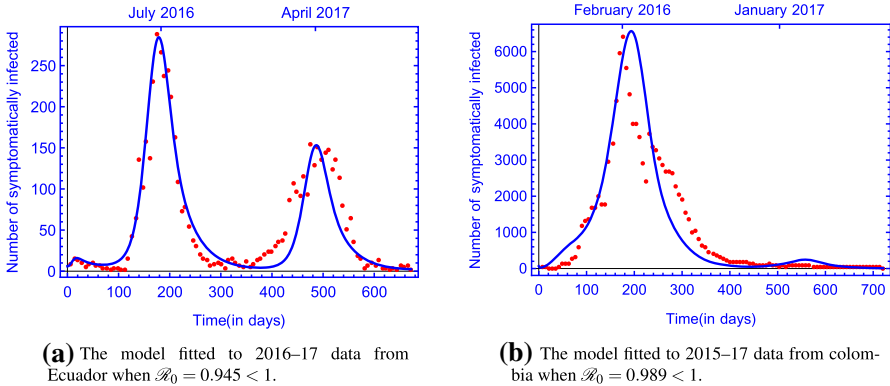 July 2016 April 2017
Number of symptomatically infected
250
200
150
100
50
0
0 100 200 300 400 500 600
Time(in days)
(a) The model fitted to 2016–17 data from
Ecuador when ℛ0 = 0.945 < 1.
February 2016 January 2017
Number of symptomatically infected
6000
5000
4000
3000
2000
1000
0
0 100 200 300 400 500 600 700
Time(in days)
(b) The model fitted to 2015–17 data from colom-
bia when ℛ0 = 0.989 < 1.